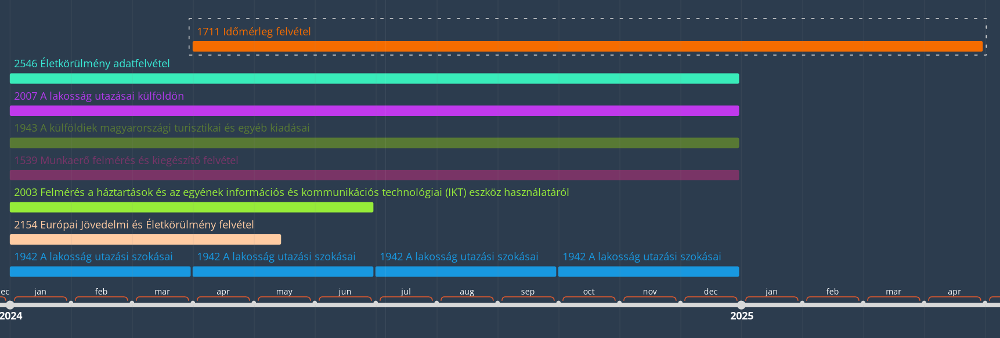 1711 Időmérleg felvétel
2546 Életkörülmény adatfelvétel
2007 A lakosság utazásai külföldön
1943 A külföldiek magyarországi turisztikai és egyéb kiadásai
1539 Munkaerő felmérés és kiegészítő felvétel
2003 Felmérés a háztartások és az egyének információs és kommunikációs technológiai (IKT) eszköz használatáról
2154 Európai Jövedelmi és Életkörülmény felvétel
1942 A lakosság utazási szokásai 1942 A lakosság utazási szokásai 1942 A lakosság utazási szokásai 1942 A lakosság utazási szokásai
ec jan feb mar apr may jun jul aug sep oct nov dec jan feb mar apr
2024 2025